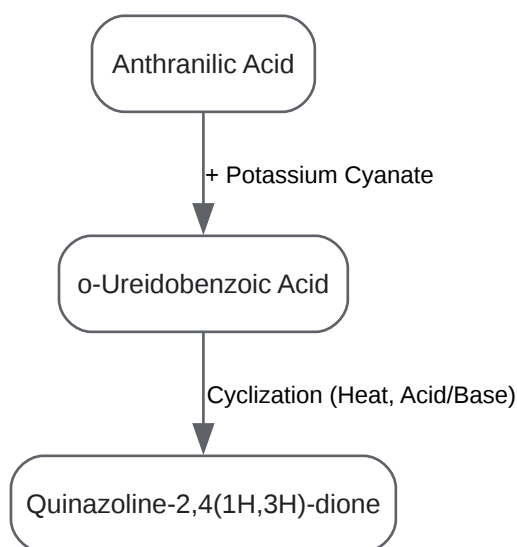 Anthranilic Acid
+ Potassium Cyanate
o-Ureidobenzoic Acid
Cyclization (Heat, Acid/Base)
Quinazoline-2,4(1H,3H)-dione